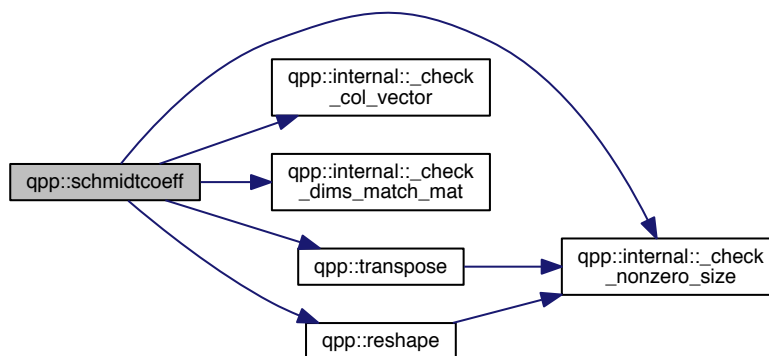 qpp::schmidtcoeff
qpp::internal::_check
_col_vector
qpp::internal::_check
_dims_match_mat
qpp::transpose
qpp::internal::_check
_nonzero_size
qpp::reshape